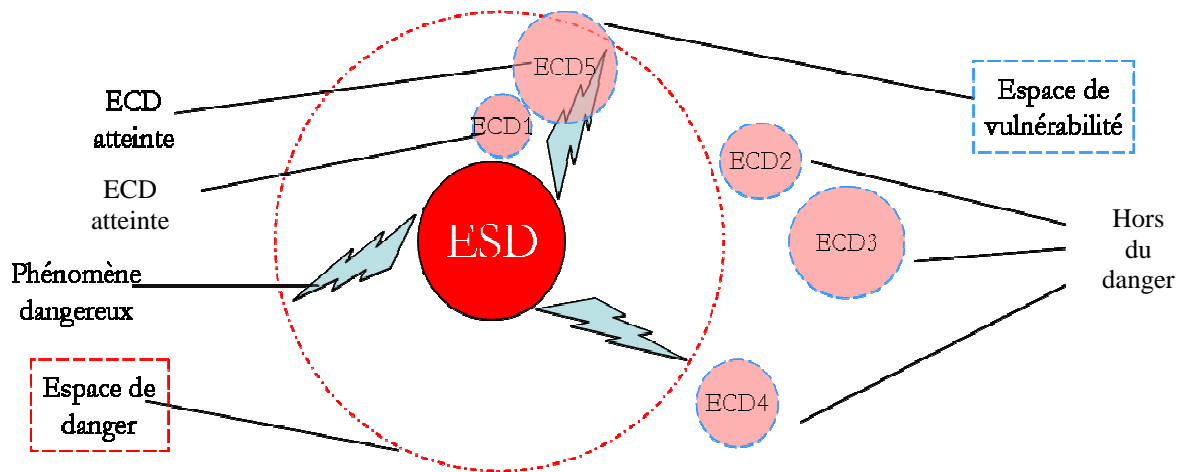 ECD5
ECD
atteinte
Espace de
vulnérabilité
ECD1
ECD2
ECD
atteinte
ESD
ECD3
Hors
du
danger
Phénomène
dangereux
Espace de
danger
ECD4